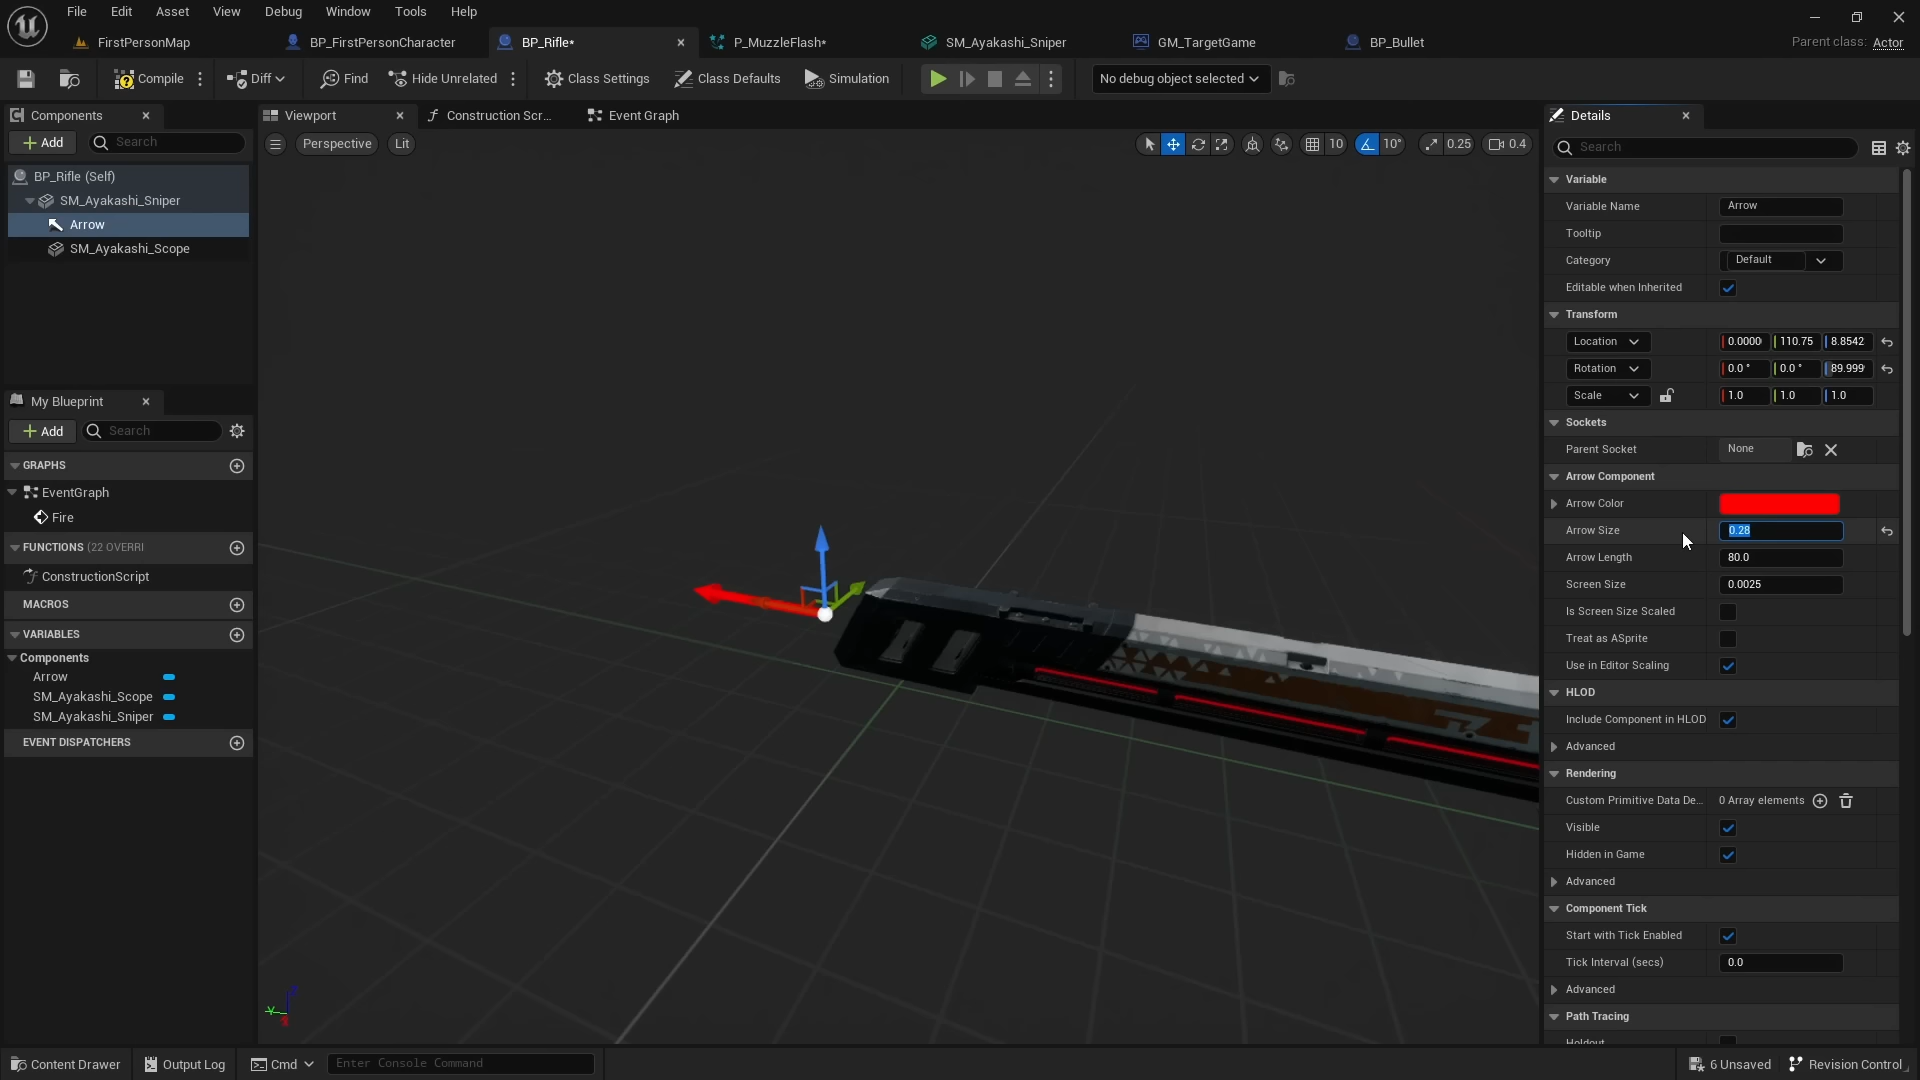 File Edit Asset View Debug Window Tools Help
FirstPersonMap BP_FirstPersonCharacter BP_Rifle* P_MuzzleFlash* SM_Ayakashi_Sniper GM_TargetGame BP_Bullet
Parent class: Actor
Compile Diff Find Hide Unrelated Class Settings Class Defaults Simulation No debug object selected
Components
Add Search
BP_Rifle (Self)
SM_Ayakashi_Sniper
Arrow
SM_Ayakashi_Scope
My Blueprint
Add Search
GRAPHS
EventGraph
Fire
FUNCTIONS (22 OVERRI
ConstructionScript
MACROS
VARIABLES
Components
Arrow
SM_Ayakashi_Scope
SM_Ayakashi_Sniper
EVENT DISPATCHERS
Viewport Construction Scr... Event Graph
Perspective Lit 10 10° 0.25 0.4
Details
Search
Variable
Variable Name Arrow
Tooltip
Category Default
Editable when Inherited
Transform
Location 0.0000 110.75 8.8542
Rotation 0.0 ° 0.0 ° 89.999°
Scale 1.0 1.0 1.0
Sockets
Parent Socket None
Arrow Component
Arrow Color
Arrow Size 0.28
Arrow Length 80.0
Screen Size 0.0025
Is Screen Size Scaled
Treat as ASprite
Use in Editor Scaling
HLOD
Include Component in HLOD
Advanced
Rendering
Custom Primitive Data De... 0 Array elements
Visible
Hidden in Game
Advanced
Component Tick
Start with Tick Enabled
Tick Interval (secs) 0.0
Advanced
Path Tracing
Holdout
Content Drawer Output Log Cmd Enter Console Command 6 Unsaved Revision Control